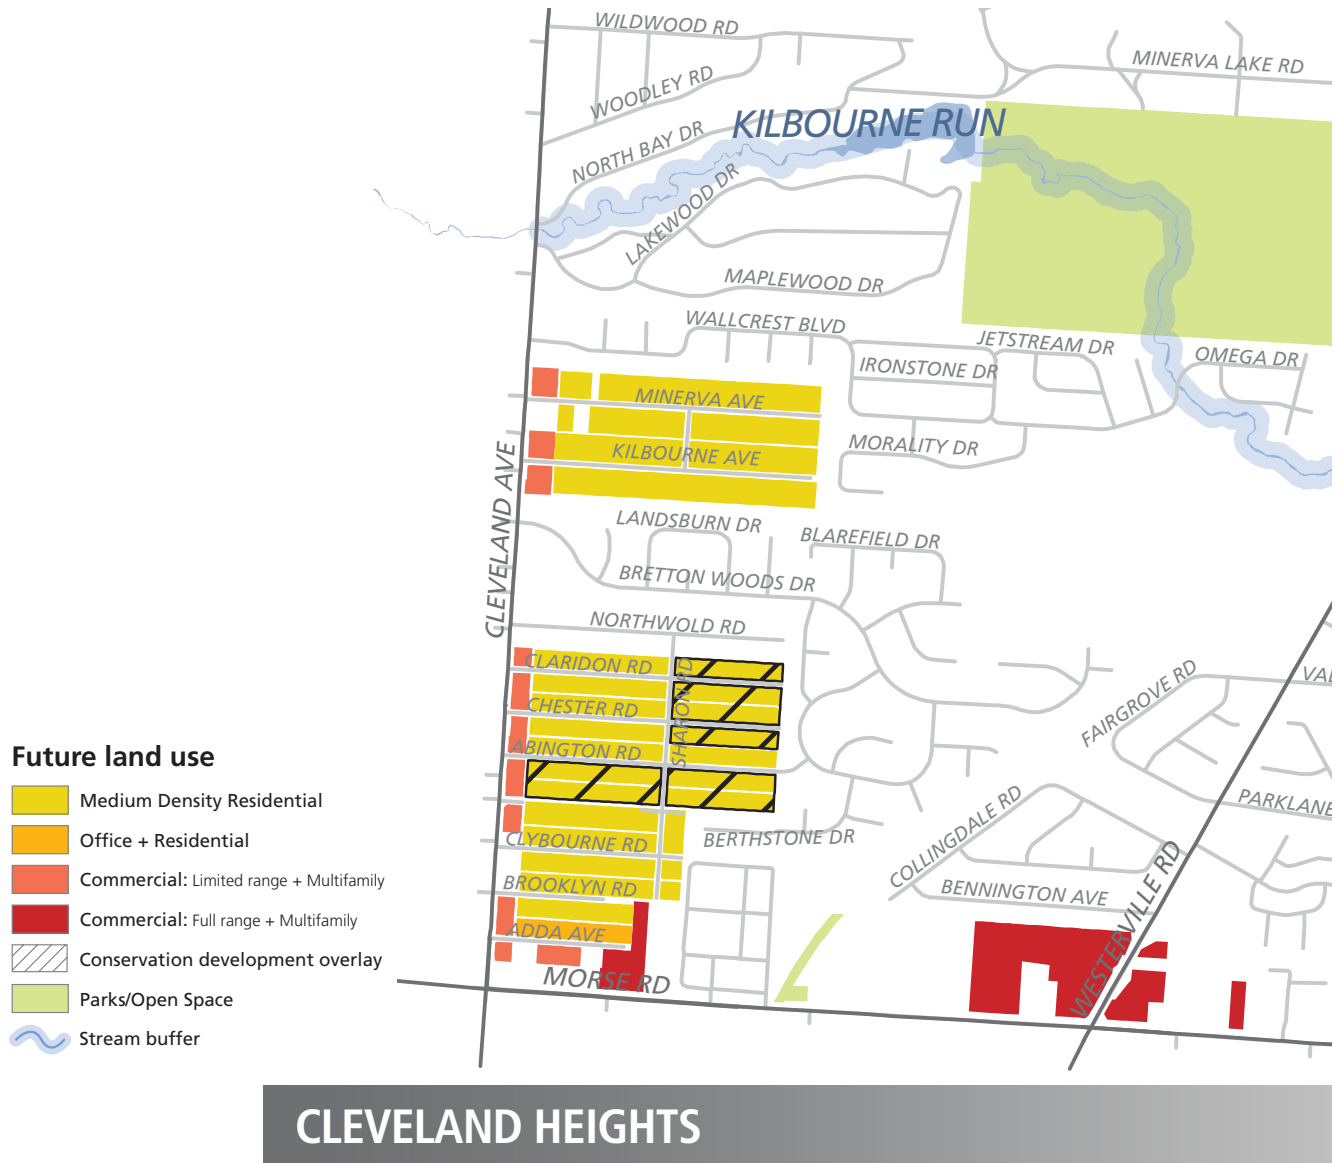 WILDWOOD RD
MINERVA LAKE RD
WOODLEY RD
KILBOURNE RUN
NORTH BAY DR
LAKEWOOD DR
MAPLEWOOD DR
WALLCREST BLVD
JETSTREAM DR
OMEGA DR
IRONSTONE DR
MINERVA AVE
MORALITY DR
KILBOURNE AVE
CLEVELAND AVE
LANDSBURN DR
BLAREFIELD DR
BRETTON WOODS DR
NORTHWOLD RD
CLARIDON RD
SHARON RD
CHESTER RD
ABINGTON RD
FAIRGROVE RD
VAL
PARKLANE
COLLINGDALE RD
BERTHSTONE DR
CLYBOURNE RD
BROOKLYN RD
BENNINGTON AVE
WESTERVILLE RD
ADDA AVE
MORSE RD
Future land use
Medium Density Residential
Office + Residential
Commercial: Limited range + Multifamily
Commercial: Full range + Multifamily
Conservation development overlay
Parks/Open Space
Stream buffer
CLEVELAND HEIGHTS